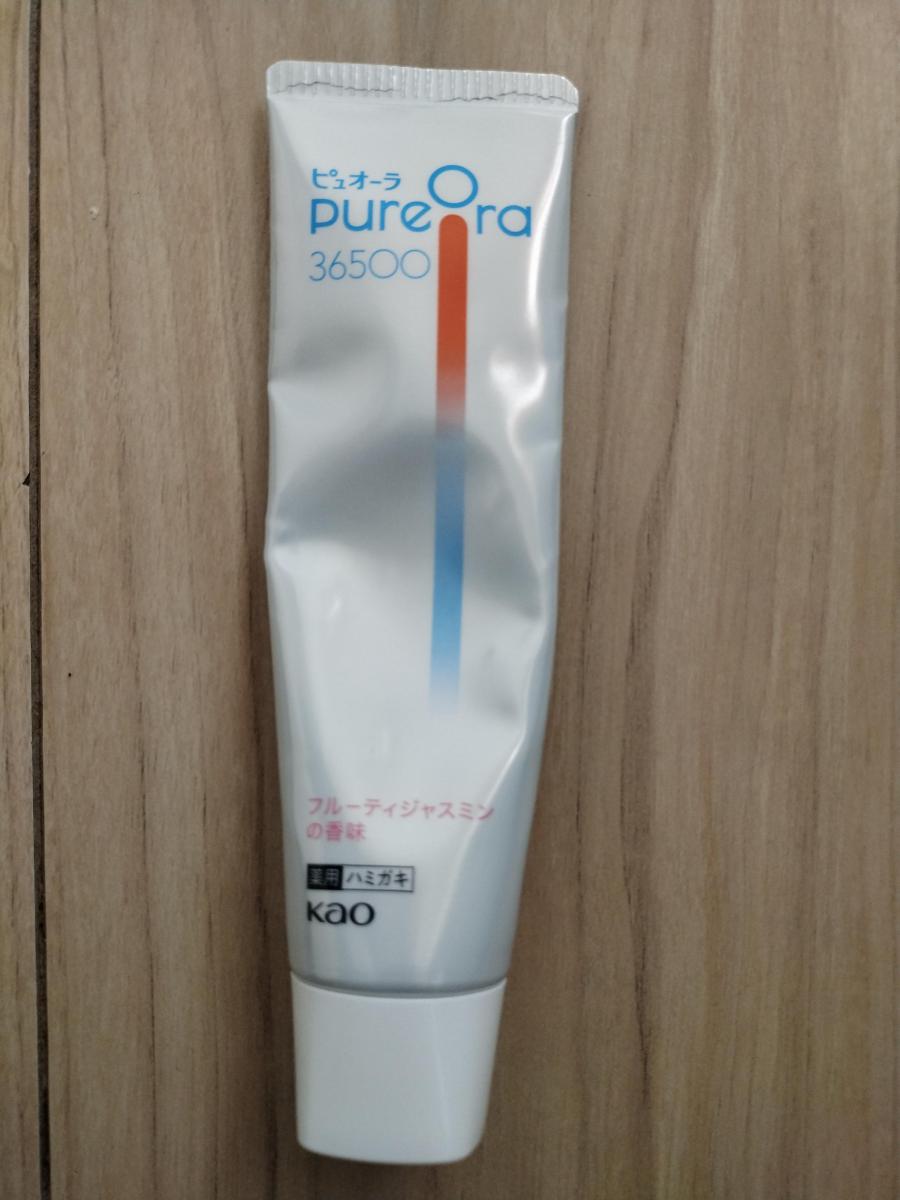 ピュオーラ
pureOra
36500
フルーティジャスミン
の香味
薬用 ハミガキ
Kao